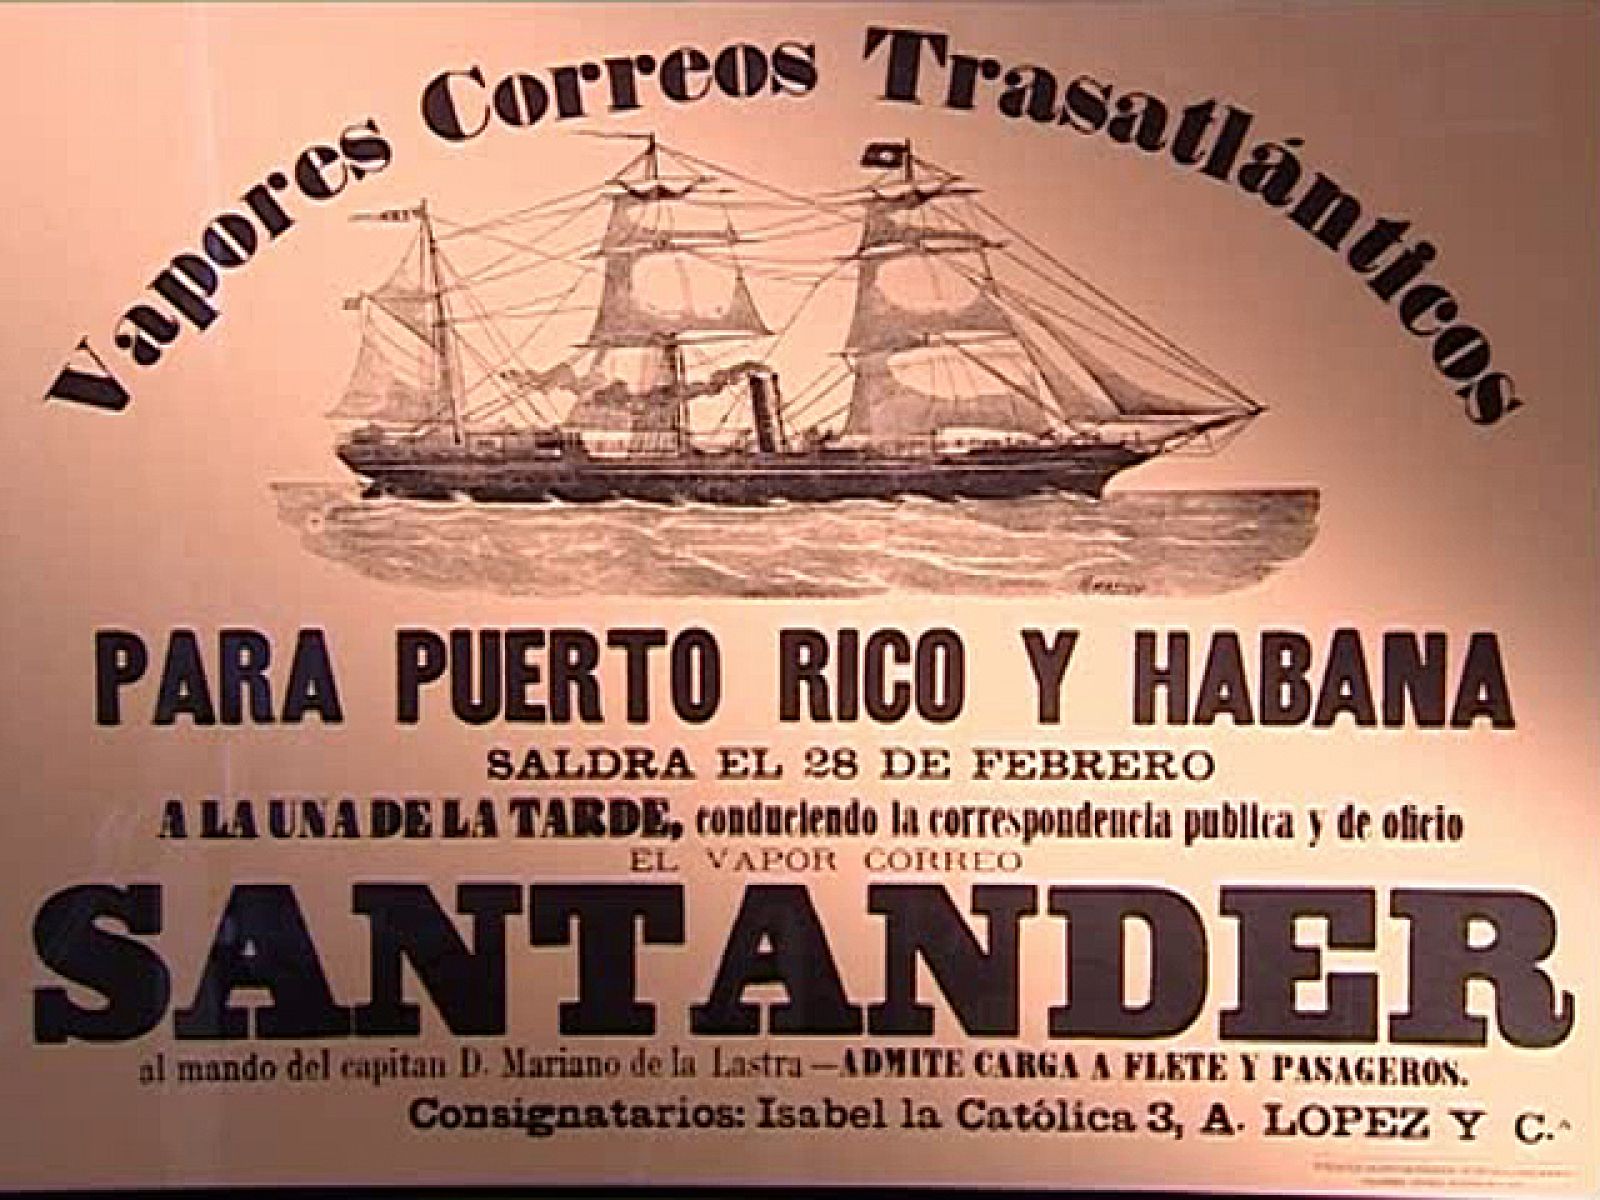 Vapores Correos Trasatlánticos
PARA PUERTO RICO Y HABANA
SALDRA EL 28 DE FEBRERO
A LA UNA DE LA TARDE, conduciendo la correspondencia publica y de oficio
EL VAPOR CORREO
SANTANDER
al mando del capitan D. Mariano de la Lastra—ADMITE CARGA A FLETE Y PASAGEROS.
Consignatarios: Isabel la Católica 3, A. LOPEZ Y C.ᴬ